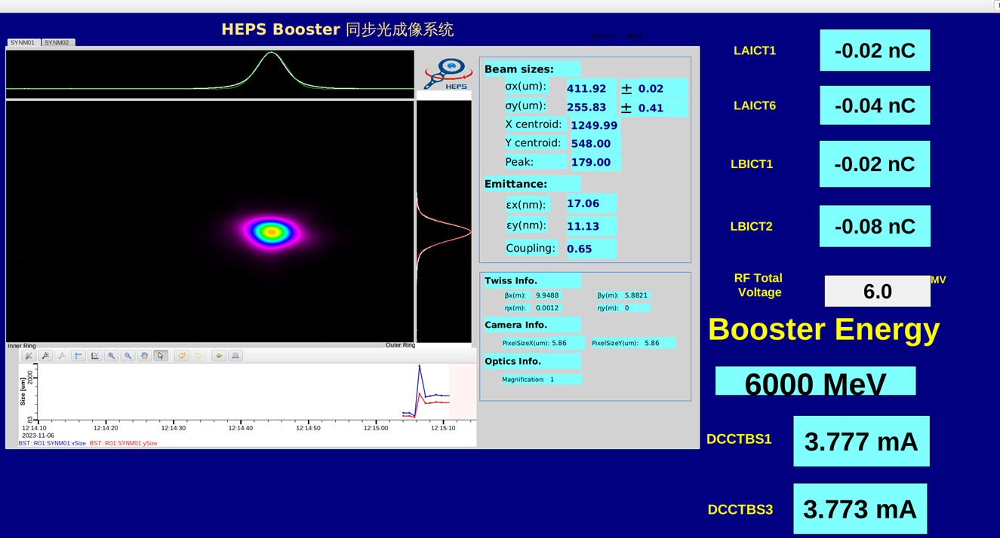 HEPS Booster 同步光成像系统
SYNM01 SYNM02
HEPS
Beam sizes:
σx(um): 411.92 ± 0.02
σy(um): 255.83 ± 0.41
X centroid: 1249.99
Y centroid: 548.00
Peak: 179.00
Emittance:
εx(nm): 17.06
εy(nm): 11.13
Coupling: 0.65
Twiss Info.
βx(m): 9.9488 βy(m): 5.8821
ηx(m): 0.0012 ηy(m): 0
Camera Info.
PixelSizeX(um): 5.86 PixelSizeY(um): 5.86
Optics Info.
Magnification: 1
Inner Ring Outer Ring
Size [um]
2000
83
12:14:10 12:14:20 12:14:30 12:14:40 12:14:50 12:15:00 12:15:10
2023-11-06
BST::R01:SYNM01:xSize BST::R01:SYNM01:ySize
LAICT1 -0.02 nC
LAICT6 -0.04 nC
LBICT1 -0.02 nC
LBICT2 -0.08 nC
RF Total
Voltage 6.0 MV
Booster Energy
6000 MeV
DCCTBS1 3.777 mA
DCCTBS3 3.773 mA